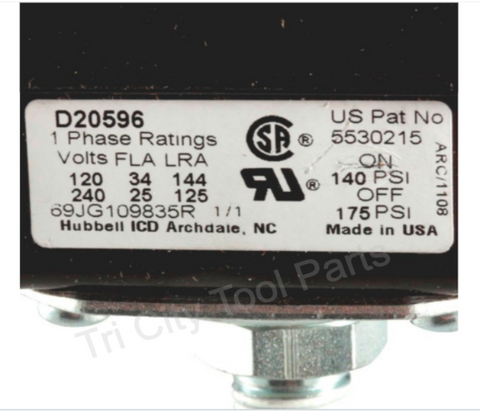 D20596
1 Phase Ratings
Volts FLA LRA
120 34 144
240 25 125
69JG109835R 1/1
Hubbell ICD Archdale, NC
SA ®
RU ®
US Pat No
5530215
ON
140 PSI
OFF
175 PSI
Made in USA
ARC/1108
Tri City Tool Parts